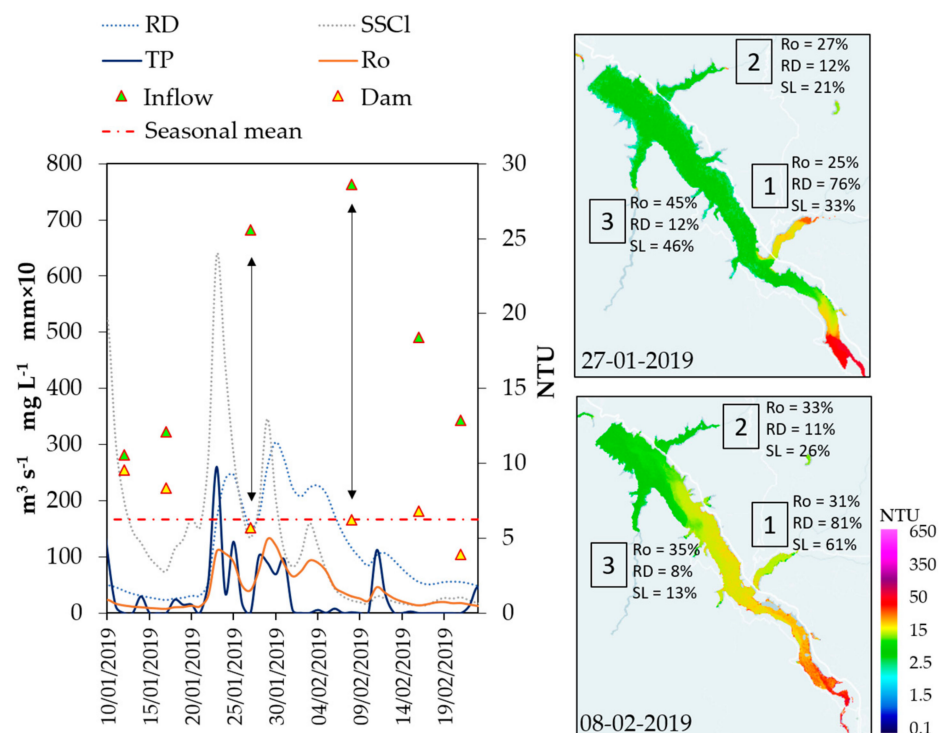 RD
SSCl
TP
Ro
Inflow
Dam
Seasonal mean
800
700
600
500
400
300
200
100
0
m³ s⁻¹ mg L⁻¹ mm×10
30
25
20
15
10
5
0
NTU
10/01/2019
15/01/2019
20/01/2019
25/01/2019
30/01/2019
04/02/2019
09/02/2019
14/02/2019
19/02/2019
2
Ro = 27%
RD = 12%
SL = 21%
1
Ro = 25%
RD = 76%
SL = 33%
3
Ro = 45%
RD = 12%
SL = 46%
27-01-2019
2
Ro = 33%
RD = 11%
SL = 26%
1
Ro = 31%
RD = 81%
SL = 61%
3
Ro = 35%
RD = 8%
SL = 13%
08-02-2019
NTU
650
350
50
15
2.5
1.5
0.1